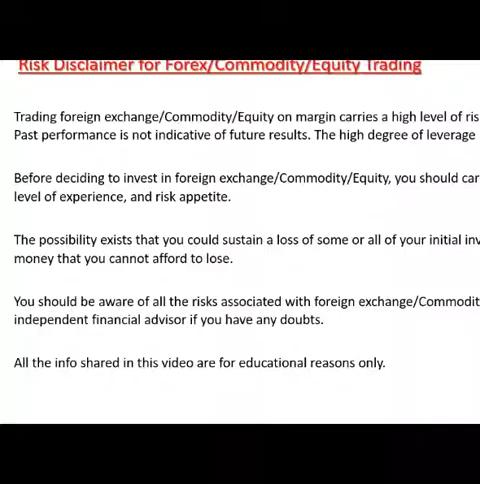 Risk Disclaimer for Forex/Commodity/Equity Trading
Trading foreign exchange/Commodity/Equity on margin carries a high level of
Past performance is not indicative of future results. The high degree of leverage
Before deciding to invest in foreign exchange/Commodity/Equity, you should
level of experience, and risk appetite.
The possibility exists that you could sustain a loss of some or all of your initial
money that you cannot afford to lose.
You should be aware of all the risks associated with foreign
independent financial advisor if you have any doubts.
All the info shared in this video are for educational reasons only.